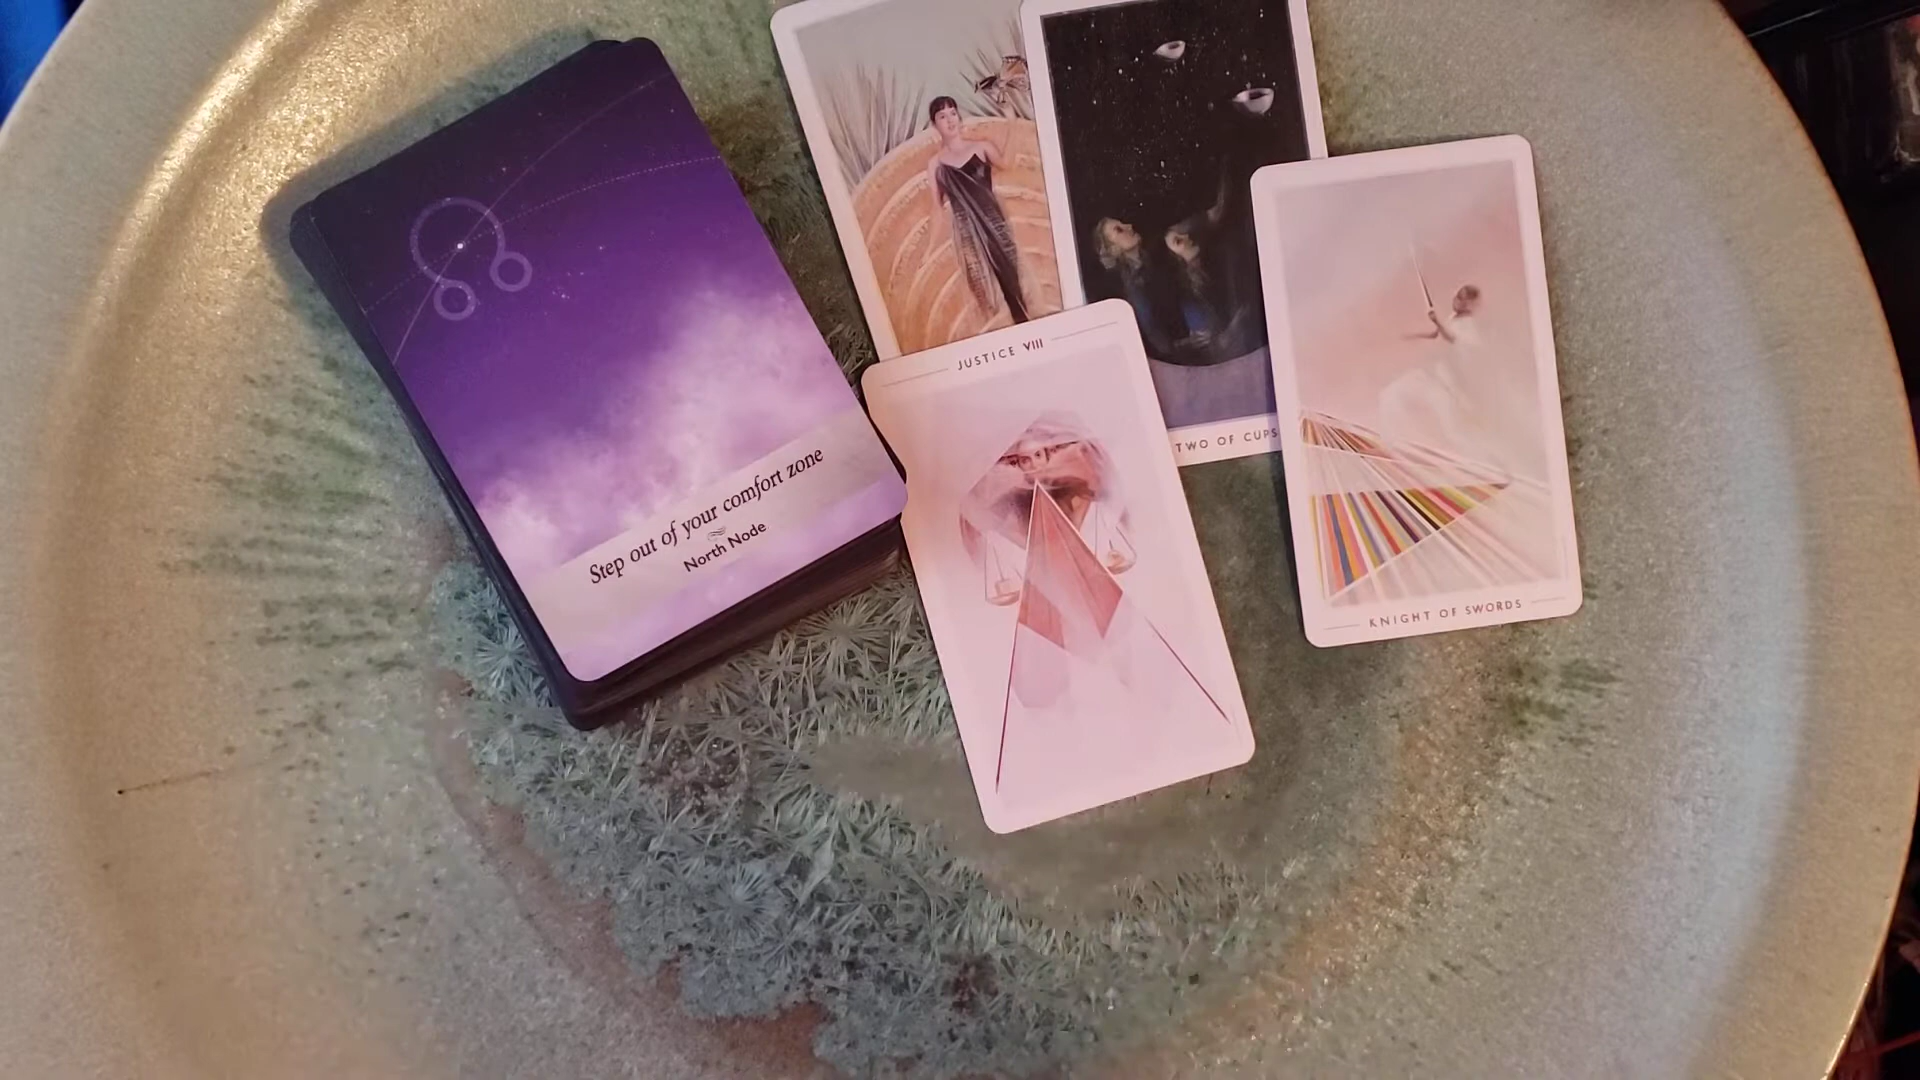 Step out of your comfort zone
North Node
JUSTICE VIII
TWO OF CUPS
KNIGHT OF SWORDS